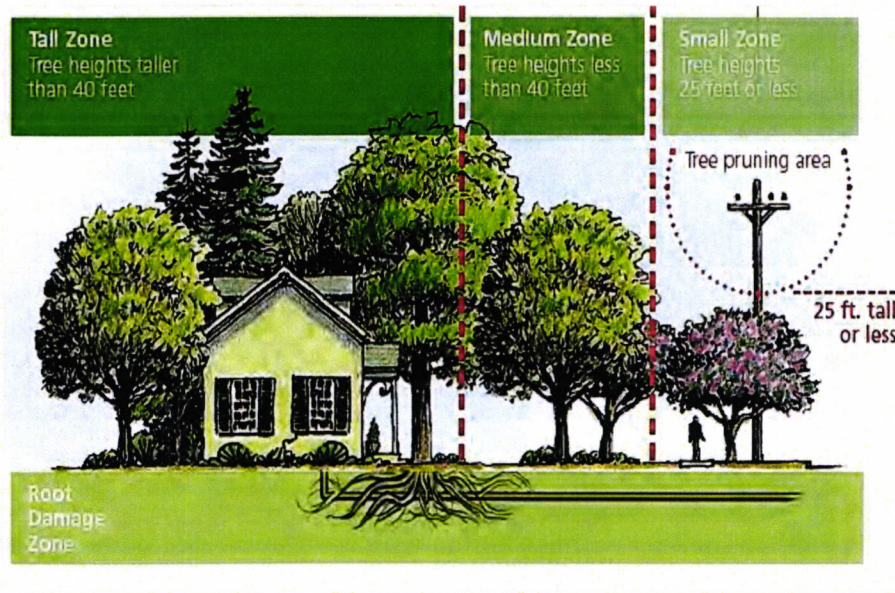 Tall Zone
Tree heights taller
than 40 feet
Medium Zone
Tree heights less
than 40 feet
Small Zone
Tree heights
25 feet or less
Tree pruning area
25 ft. tall
or less
Root
Damage
Zone